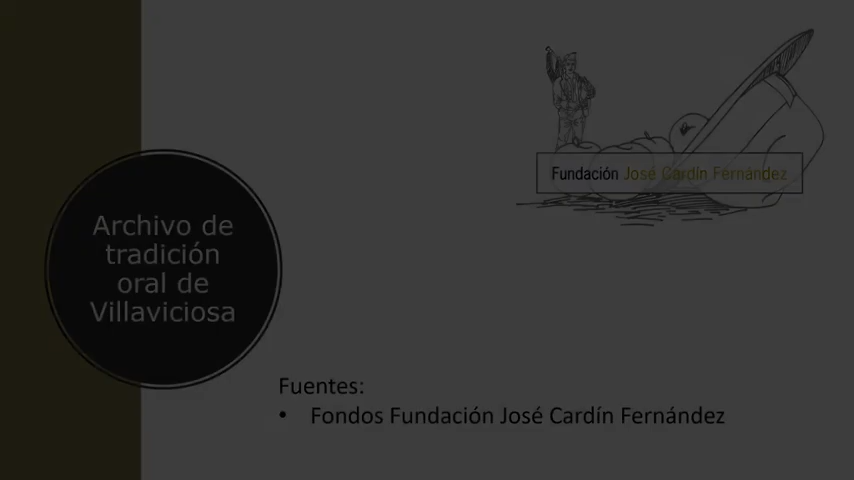 Fundación José Cardín Fernández
Archivo de
tradición
oral de
Villaviciosa
Fuentes:
• Fondos Fundación José Cardín Fernández